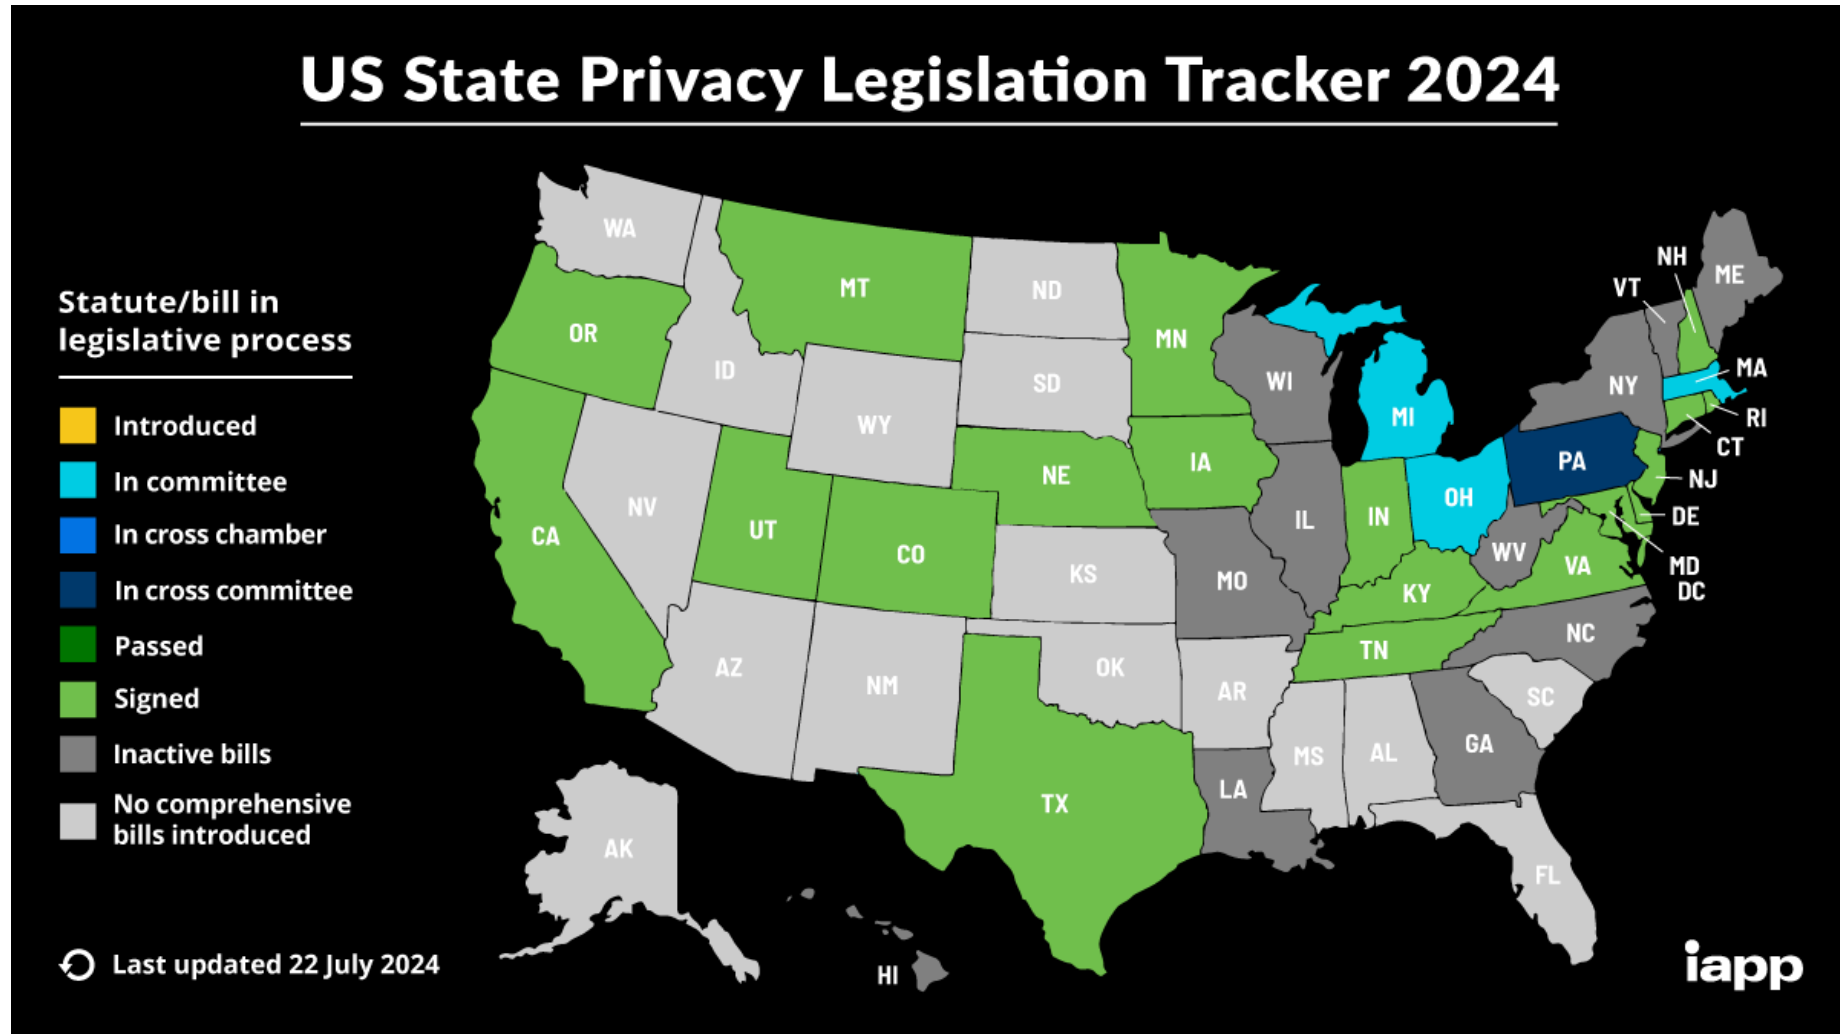 US State Privacy Legislation Tracker 2024
Statute/bill in
legislative process
Introduced
In committee
In cross chamber
In cross committee
Passed
Signed
Inactive bills
No comprehensive
bills introduced
Last updated 22 July 2024
WA
OR
CA
NV
ID
MT
WY
UT
CO
AZ
NM
ND
SD
NE
KS
OK
TX
MN
IA
MO
AR
LA
WI
IL
MI
IN
OH
KY
TN
MS
AL
GA
FL
SC
NC
VA
WV
PA
NY
VT
NH
ME
MA
RI
CT
NJ
DE
MD
DC
AK
HI
iapp